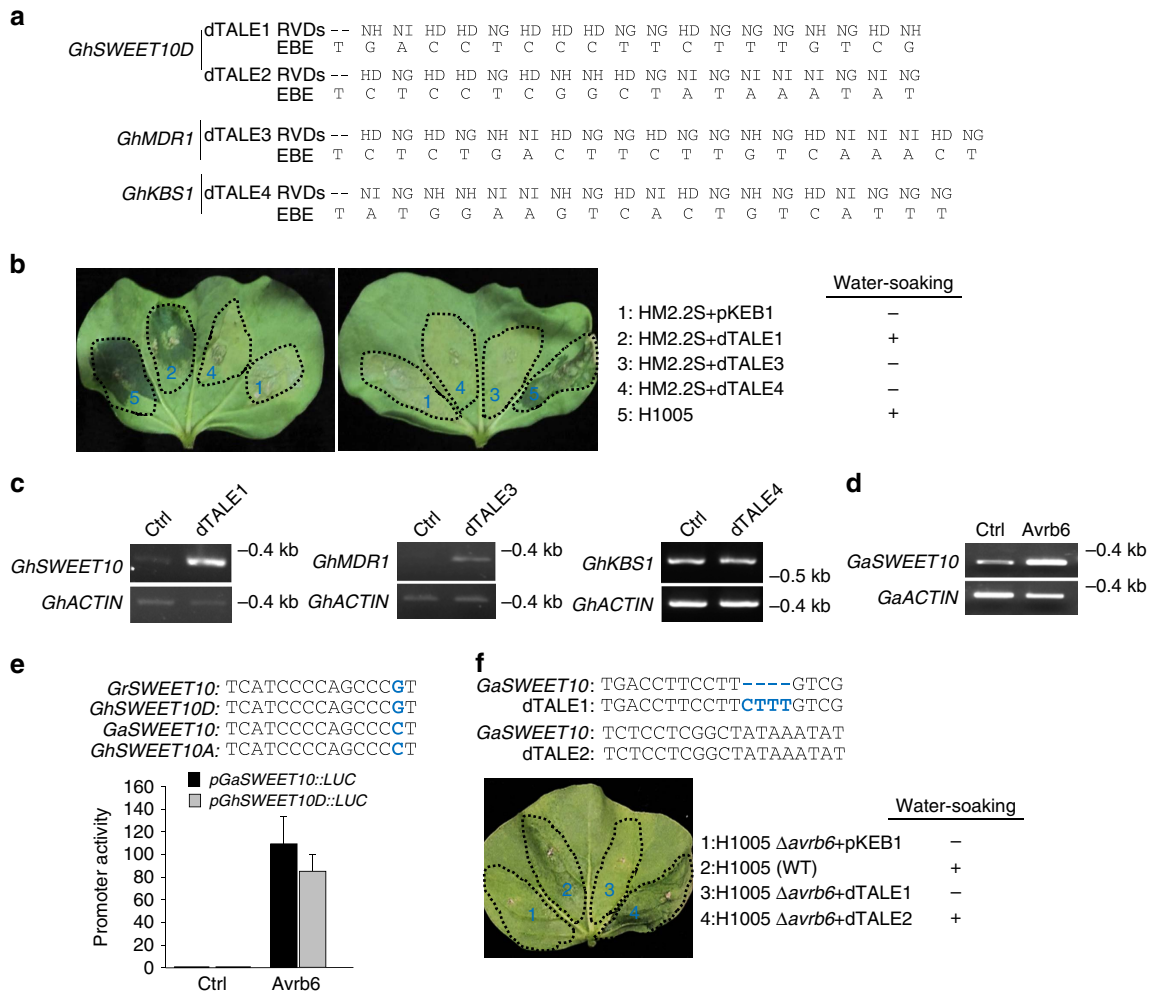 a
GhSWEET10D
dTALE1 RVDs -- NH NI HD HD NG HD HD HD NG NG HD NG NG NG NH NG HD NH
EBE T G A C C T C C C T T C T T T G T C G
dTALE2 RVDs -- HD NG HD HD NG HD NH NH HD NG NI NG NI NI NI NG NI NG
EBE T C T C C T C G G C T A T A A A T A T
GhMDR1
dTALE3 RVDs -- HD NG HD NG NH NI HD NG NG HD NG NG NH NG HD NI NI NI HD NG
EBE T C T C T G A C T T C T T G T C A A A C T
GhKBS1
dTALE4 RVDs -- NI NG NH NH NI NI NH NG HD NI HD NG NH NG HD NI NG NG NG
EBE T A T G G A A G T C A C T G T C A T T T
b
5 2 4 1
1 4 3 5
Water-soaking
1: HM2.2S+pKEB1 –
2: HM2.2S+dTALE1 +
3: HM2.2S+dTALE3 –
4: HM2.2S+dTALE4 –
5: H1005 +
c
Ctrl dTALE1
GhSWEET10 –0.4 kb
GhACTIN –0.4 kb
Ctrl dTALE3
GhMDR1 –0.4 kb
GhACTIN –0.4 kb
Ctrl dTALE4
GhKBS1 –0.5 kb
GhACTIN –0.4 kb
d
Ctrl Avrb6
GaSWEET10 –0.4 kb
GaACTIN –0.4 kb
e
GrSWEET10: TCATCCCCAGCCCGT
GhSWEET10D: TCATCCCCAGCCCGT
GaSWEET10: TCATCCCCAGCCCCT
GhSWEET10A: TCATCCCCAGCCCCT
pGaSWEET10::LUC
pGhSWEET10D::LUC
Promoter activity
160
140
120
100
80
60
40
20
0
Ctrl Avrb6
f
GaSWEET10: TGACCTTCCTT----GTCG
dTALE1: TGACCTTCCTTCTTTGTCG
GaSWEET10: TCTCCTCGGCTATAAATAT
dTALE2: TCTCCTCGGCTATAAATAT
1 2 3 4
Water-soaking
1:H1005 Δavrb6+pKEB1 –
2:H1005 (WT) +
3:H1005 Δavrb6+dTALE1 –
4:H1005 Δavrb6+dTALE2 +